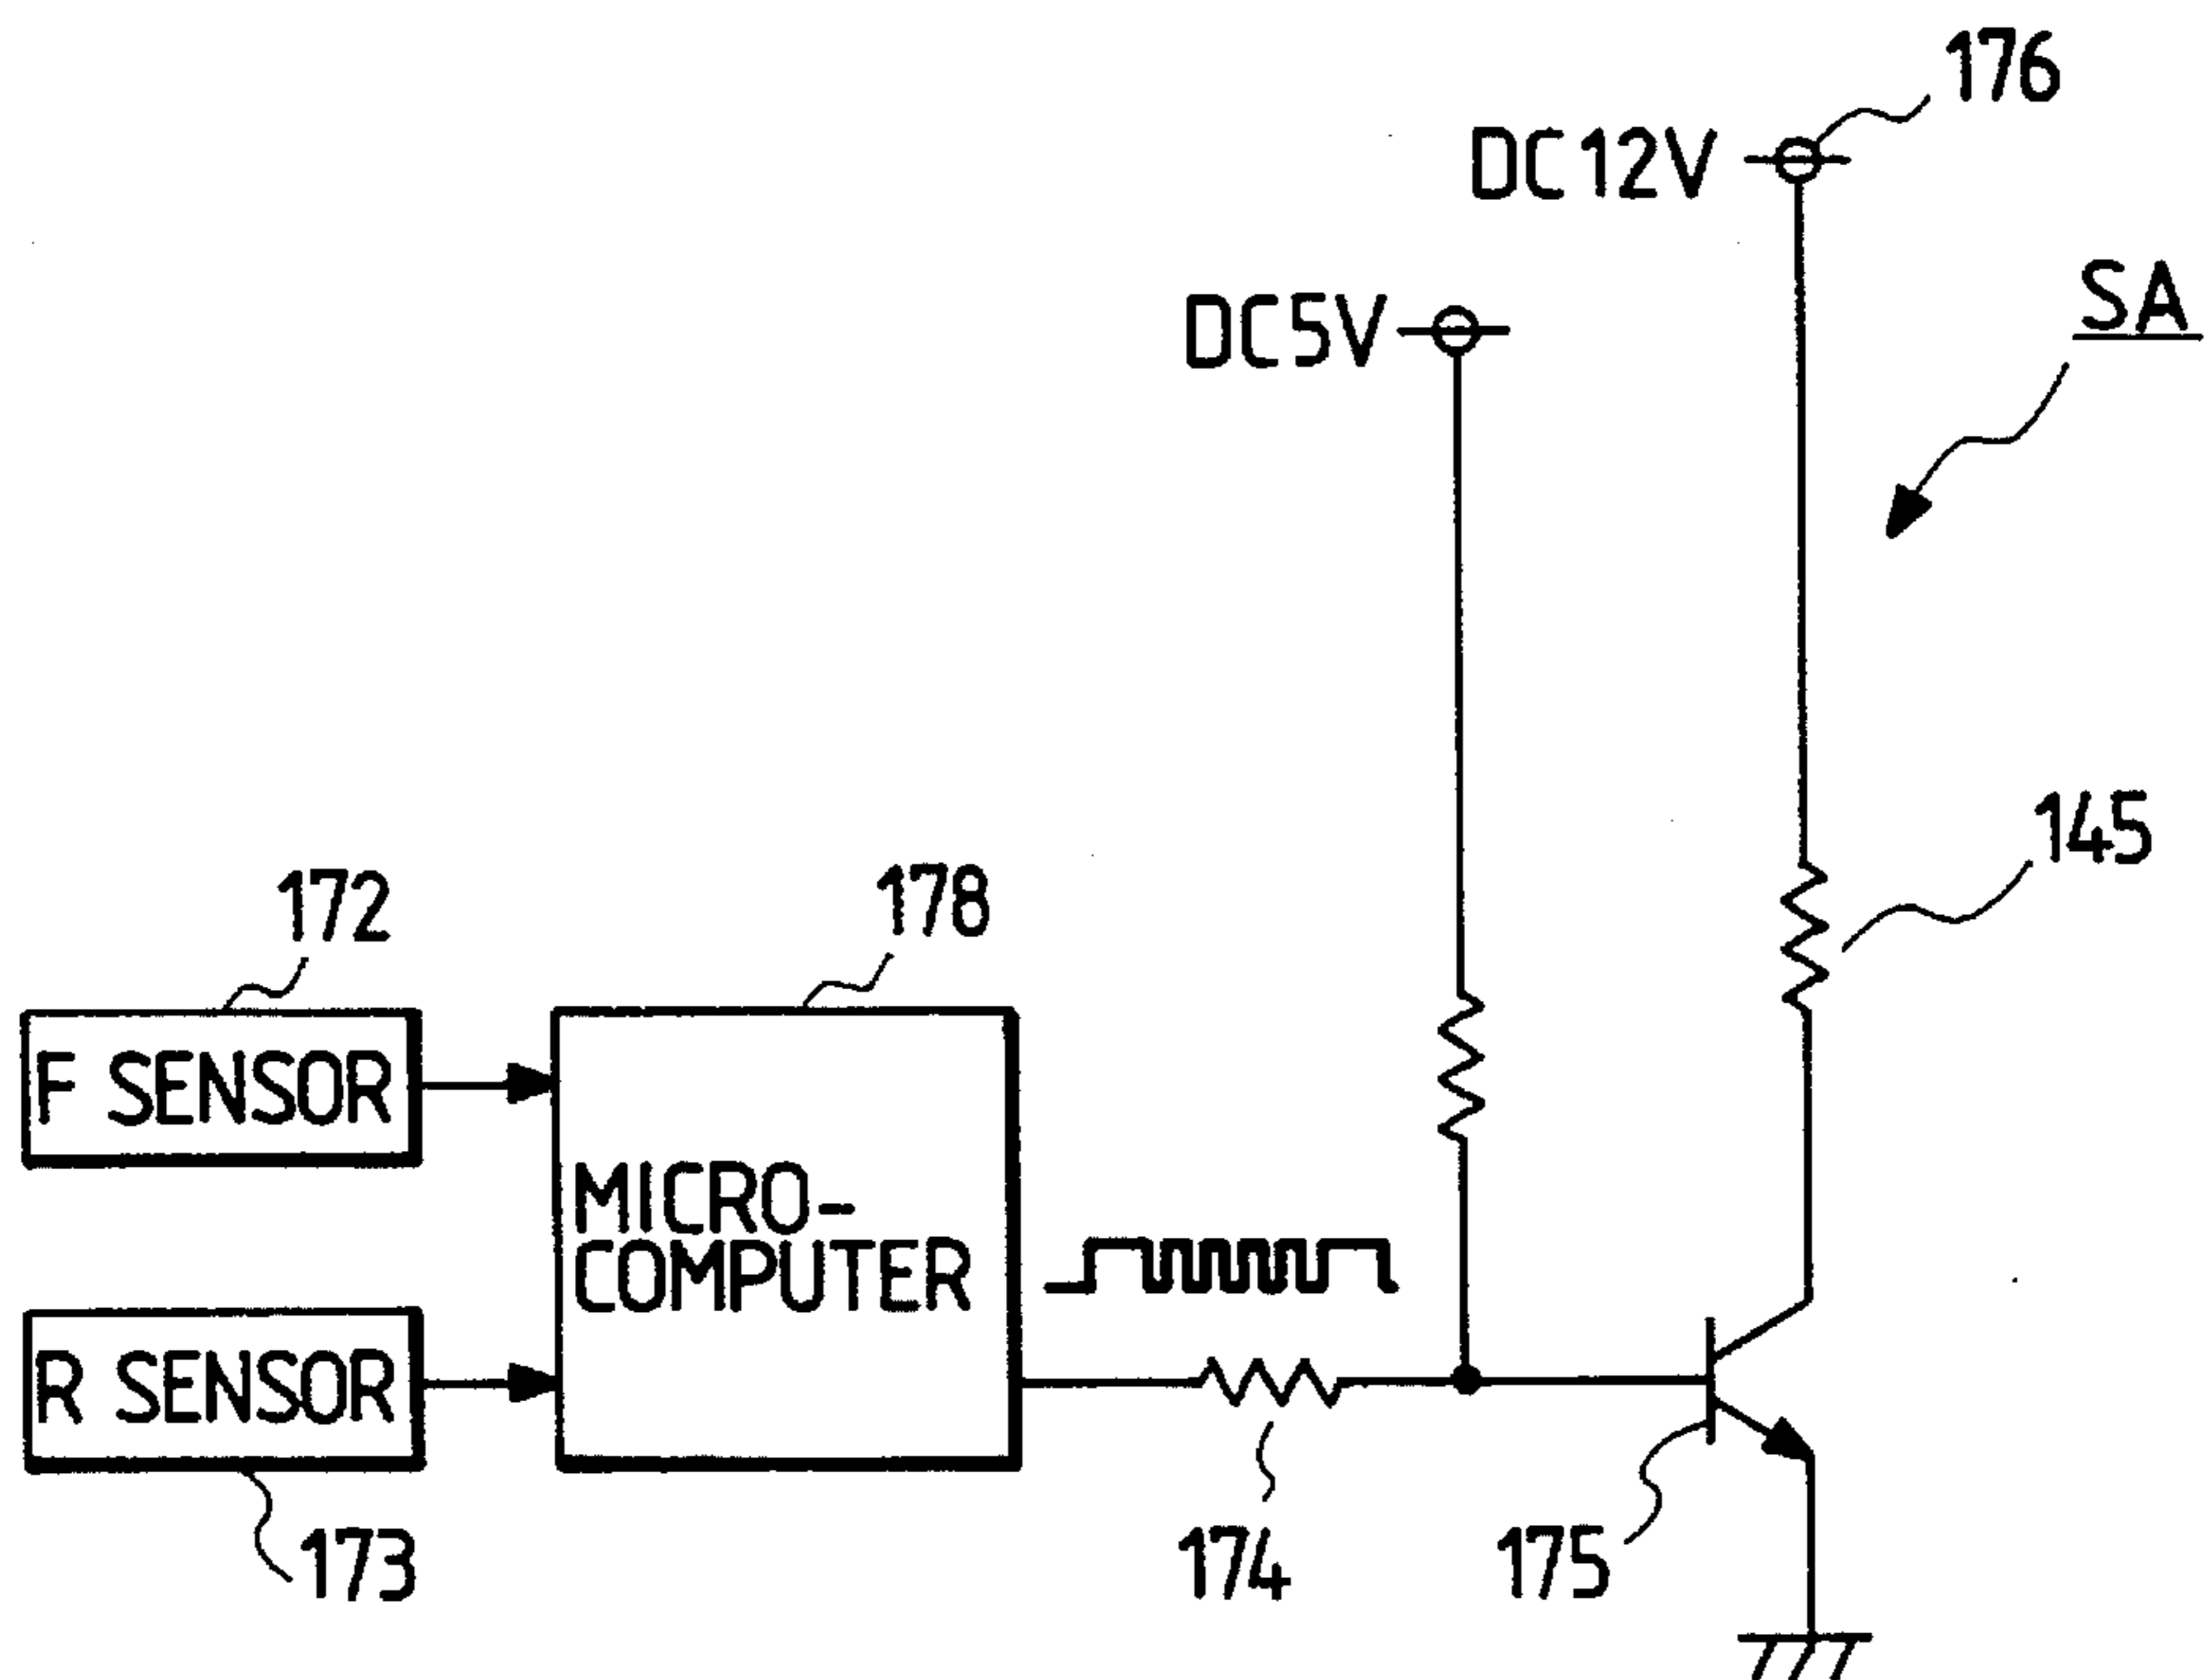 176
DC12V
SA
DC5V
145
172
178
F SENSOR
MICRO-
COMPUTER
R SENSOR
173
174
175